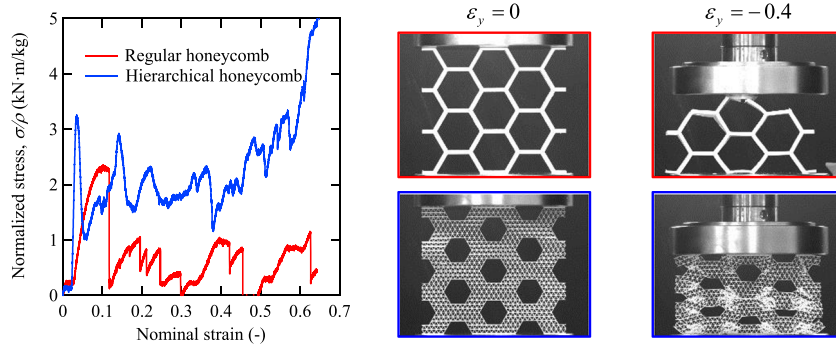 Normalized stress, σ/ρ (kN·m/kg)
5
4
3
2
1
0
Regular honeycomb
Hierarchical honeycomb
0 0.1 0.2 0.3 0.4 0.5 0.6 0.7
Nominal strain (-)
ε_y = 0
ε_y = −0.4